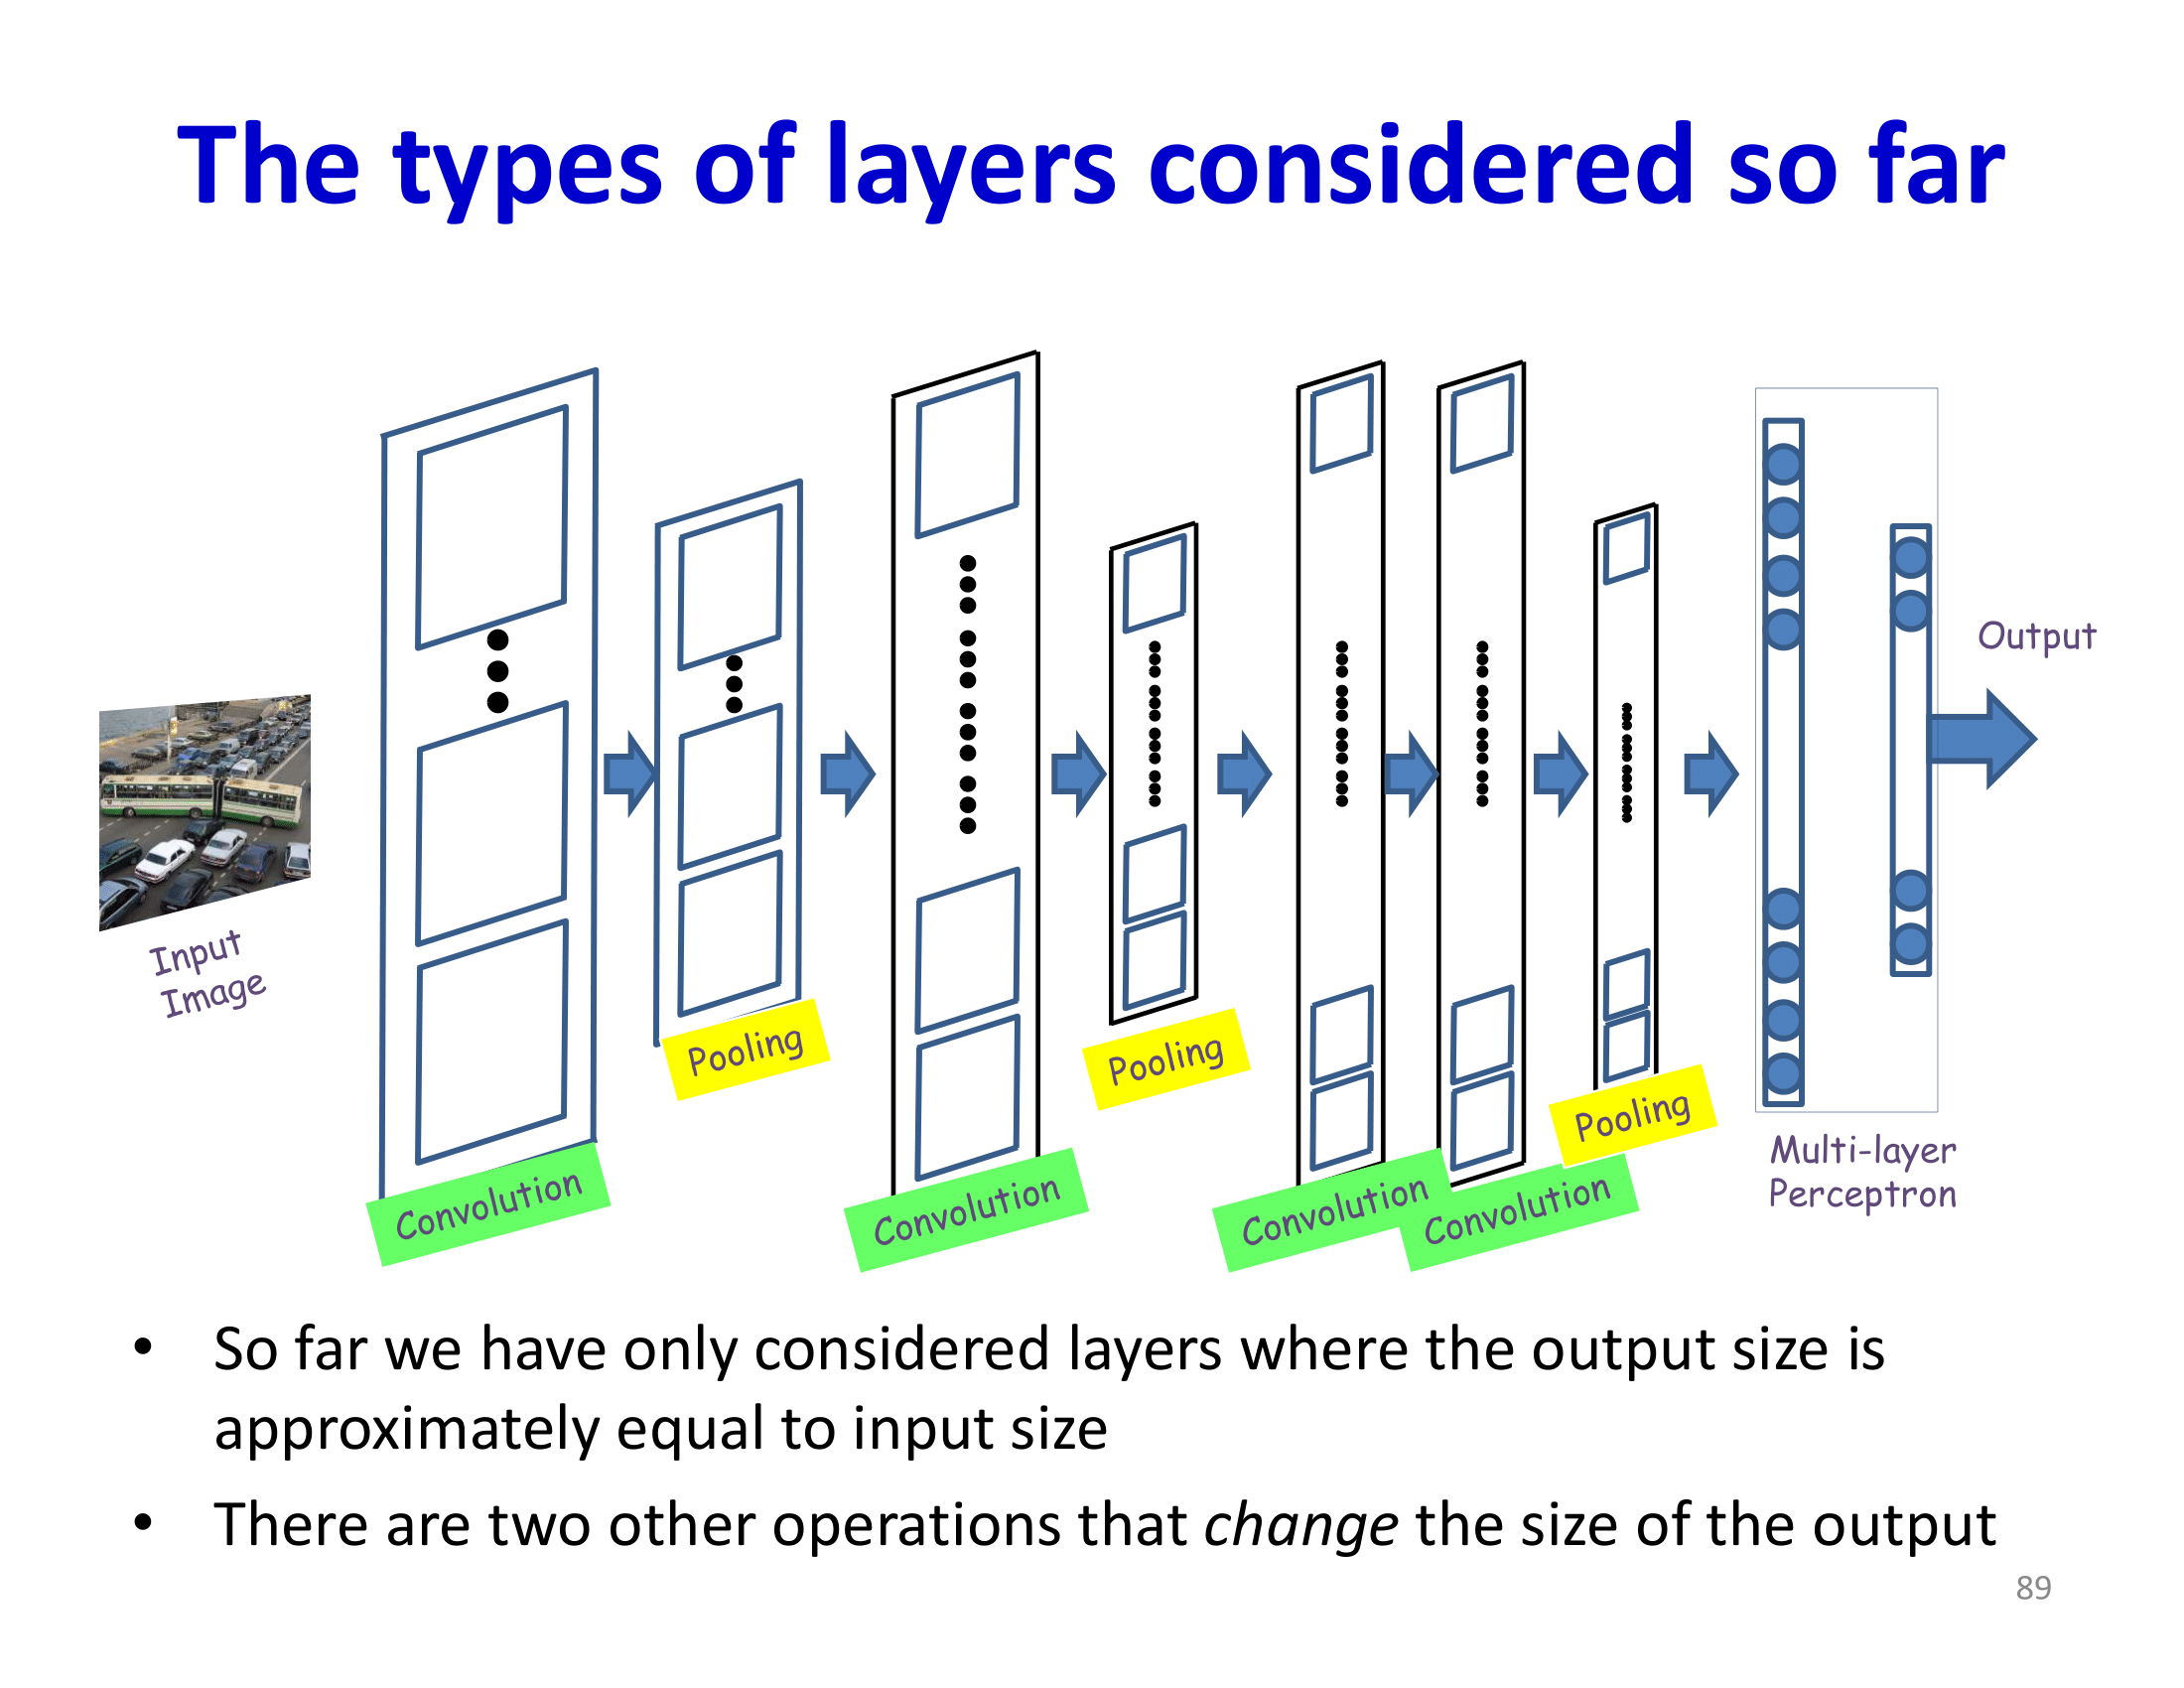 The types of layers considered so far
Input
Image
Convolution
Pooling
Convolution
Pooling
Convolution
Convolution
Pooling
Multi-layer
Perceptron
Output
• So far we have only considered layers where the output size is
approximately equal to input size
• There are two other operations that change the size of the output
89